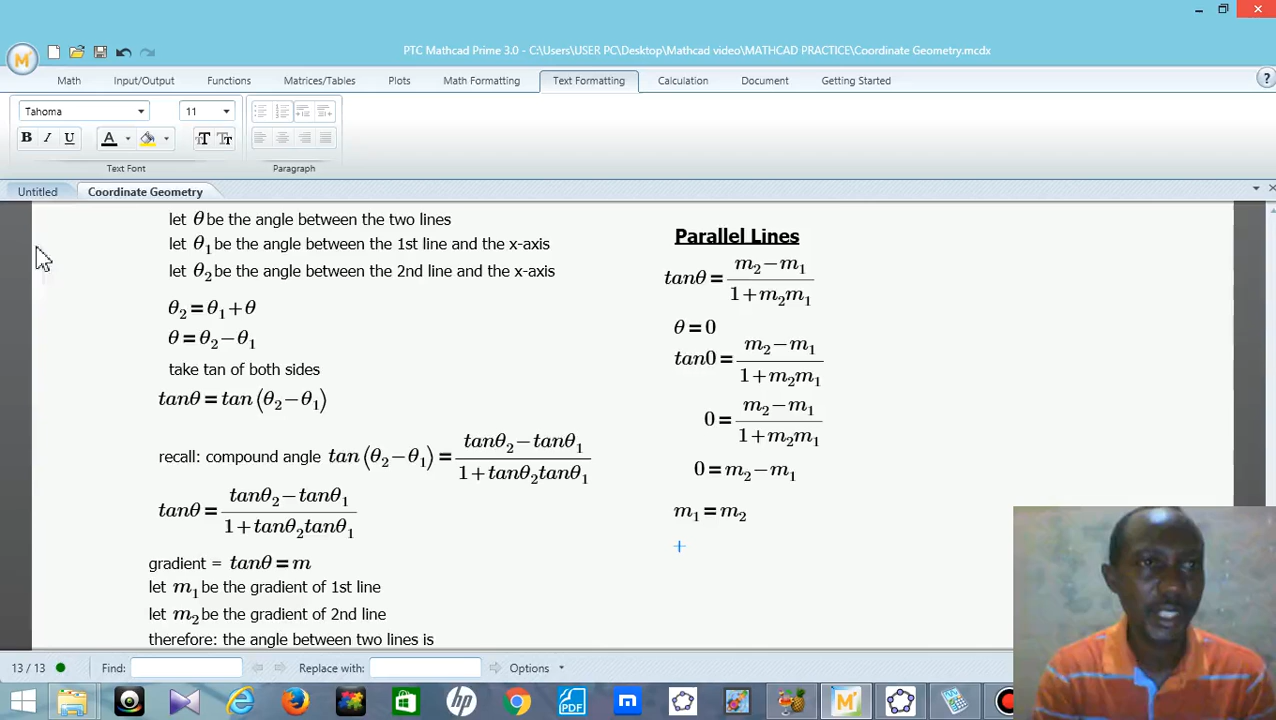 PTC Mathcad Prime 3.0 - C:\Users\USER PC\Desktop\Mathcad video\MATHCAD PRACTICE\Coordinate Geometry.mcdx
Math Input/Output Functions Matrices/Tables Plots Math Formatting Text Formatting Calculation Document Getting Started
Tahoma 11
B I U A
Text Font Paragraph
Untitled Coordinate Geometry
let θ be the angle between the two lines
let θ₁ be the angle between the 1st line and the x-axis
let θ₂ be the angle between the 2nd line and the x-axis
θ₂ = θ₁ + θ
θ = θ₂ − θ₁
take tan of both sides
tanθ = tan (θ₂ − θ₁)
recall: compound angle tan (θ₂ − θ₁) = (tanθ₂ − tanθ₁) / (1 + tanθ₂ tanθ₁)
tanθ = (tanθ₂ − tanθ₁) / (1 + tanθ₂ tanθ₁)
gradient = tanθ = m
let m₁ be the gradient of 1st line
let m₂ be the gradient of 2nd line
therefore: the angle between two lines is
Parallel Lines
tanθ = (m₂ − m₁) / (1 + m₂m₁)
θ = 0
tan0 = (m₂ − m₁) / (1 + m₂m₁)
0 = (m₂ − m₁) / (1 + m₂m₁)
0 = m₂ − m₁
m₁ = m₂
13 / 13 Find: Replace with: Options